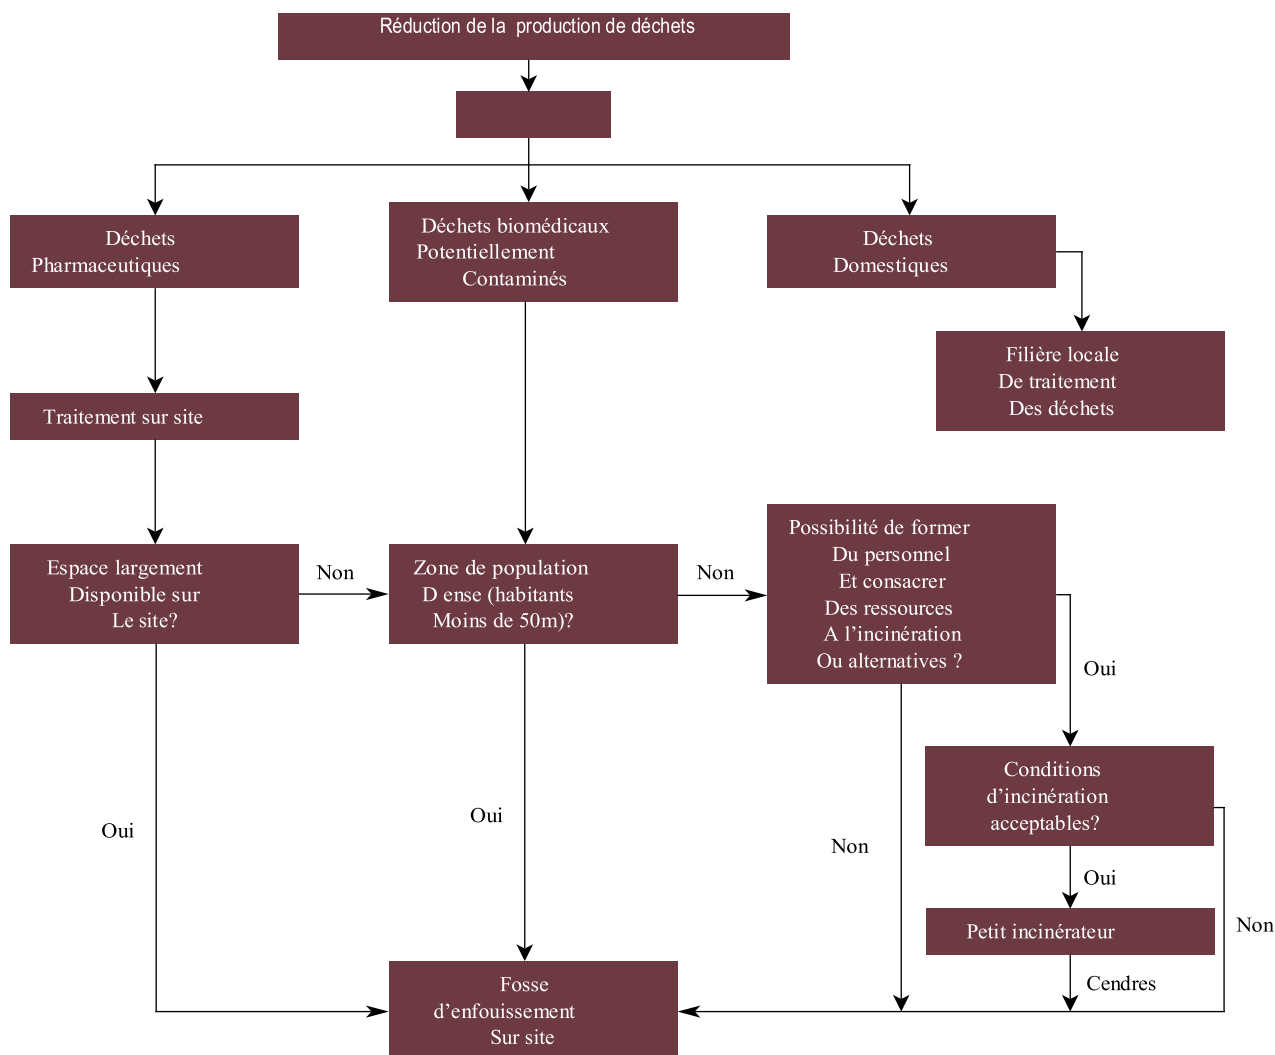 Réduction de la production de déchets
Déchets
Pharmaceutiques
Déchets biomédicaux
Potentiellement
Contaminés
Déchets
Domestiques
Filière locale
De traitement
Des déchets
Traitement sur site
Espace largement
Disponible sur
Le site?
Non
Zone de population
D ense (habitants
Moins de 50m)?
Non
Possibilité de former
Du personnel
Et consacrer
Des ressources
A l’incinération
Ou alternatives ?
Oui
Conditions
d’incinération
acceptables?
Oui
Oui
Non
Oui
Petit incinérateur
Non
Cendres
Fosse
d’enfouissement
Sur site